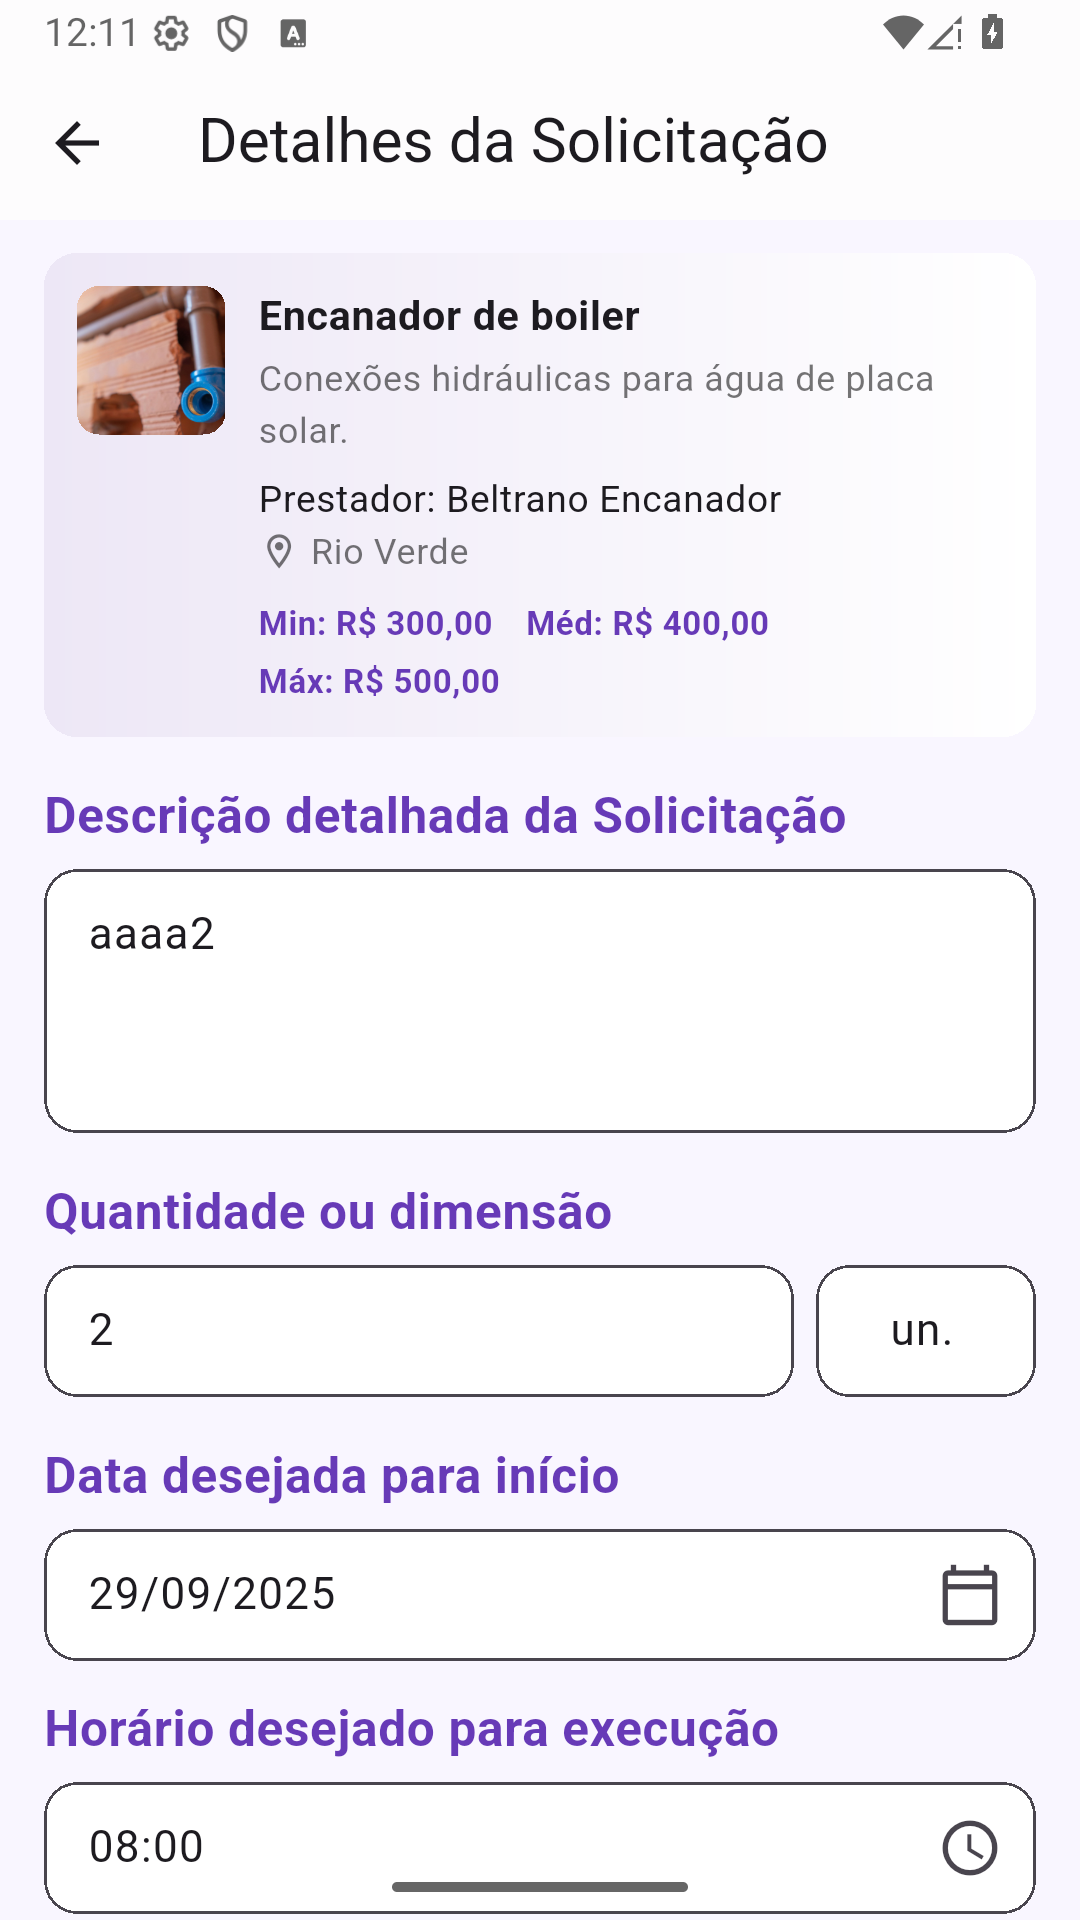 12:11
Detalhes da Solicitação
Encanador de boiler
Conexões hidráulicas para água de placa
solar.
Prestador: Beltrano Encanador
Rio Verde
Min: R$ 300,00 Méd: R$ 400,00
Máx: R$ 500,00
Descrição detalhada da Solicitação
aaaa2
Quantidade ou dimensão
2 un.
Data desejada para início
29/09/2025
Horário desejado para execução
08:00